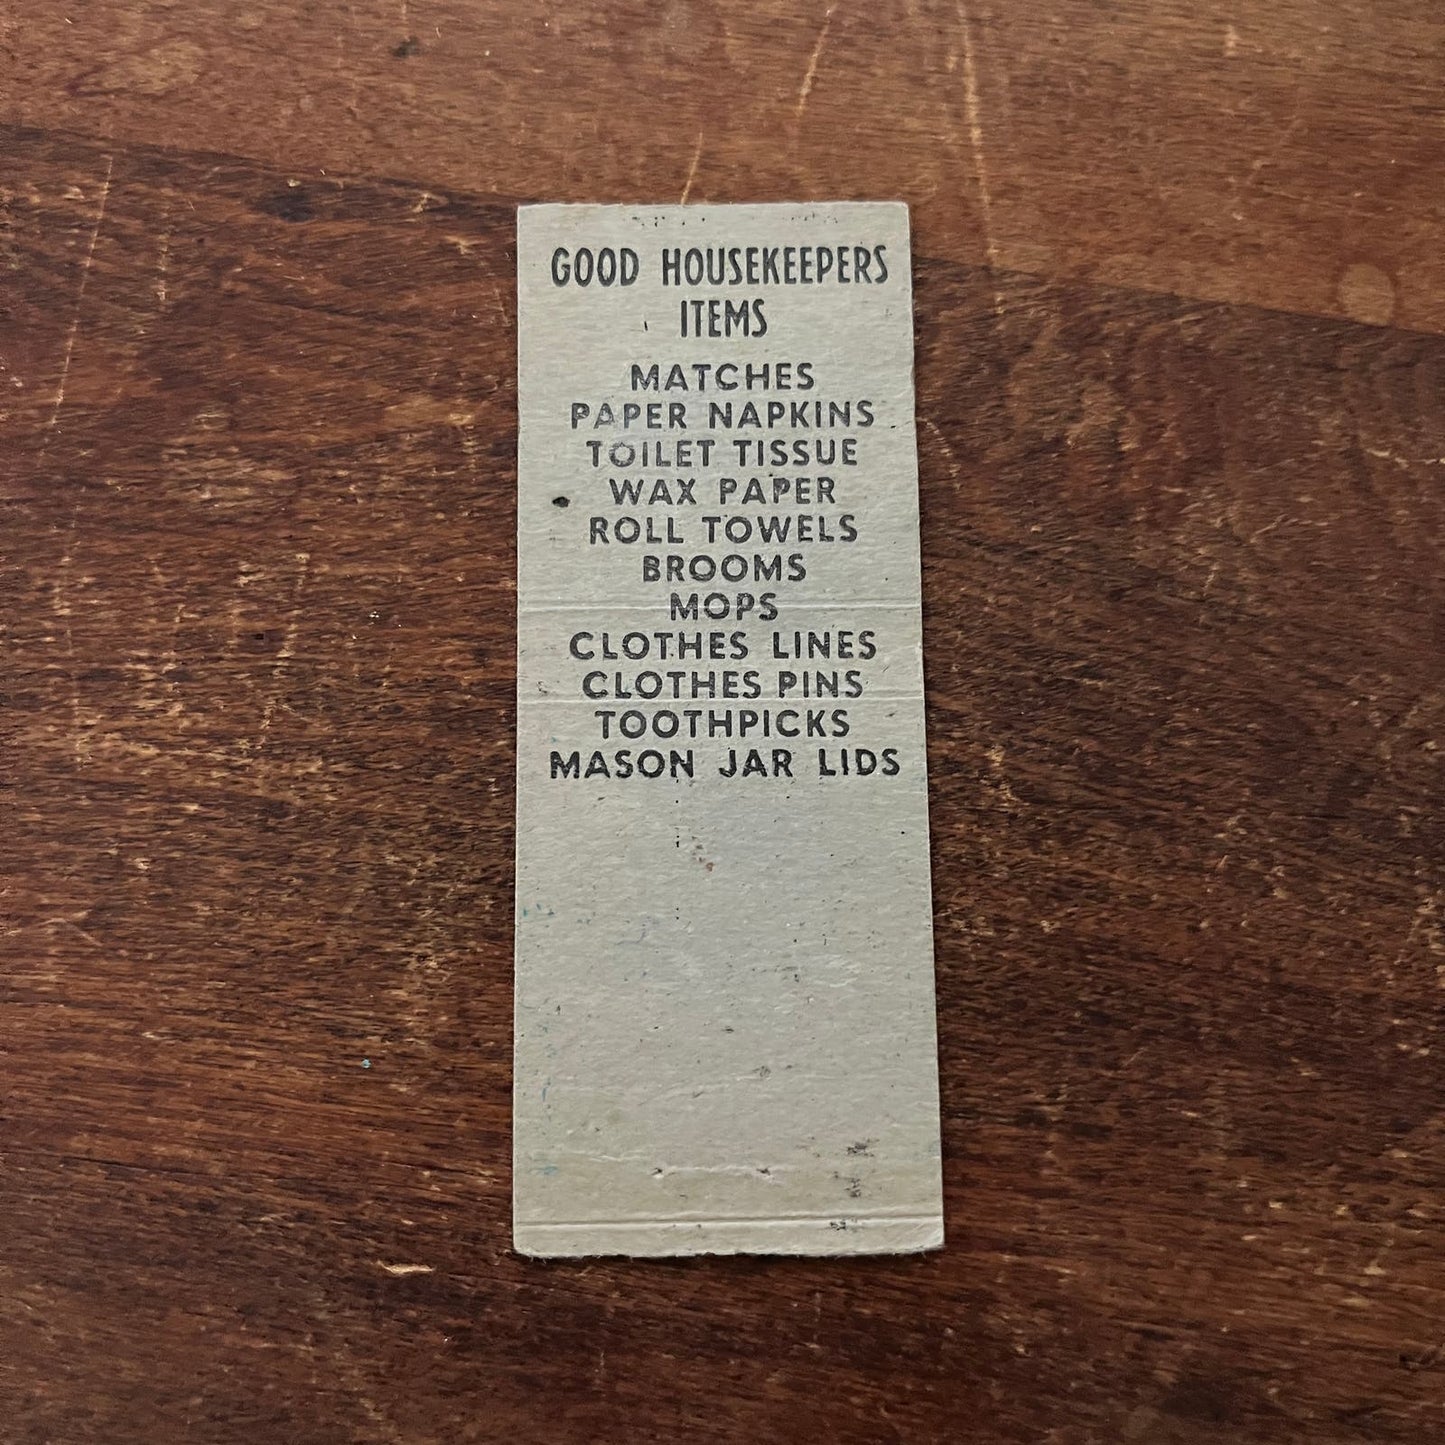 GOOD HOUSEKEEPERS
ITEMS
MATCHES
PAPER NAPKINS
TOILET TISSUE
WAX PAPER
ROLL TOWELS
BROOMS
MOPS
CLOTHES LINES
CLOTHES PINS
TOOTHPICKS
MASON JAR LIDS